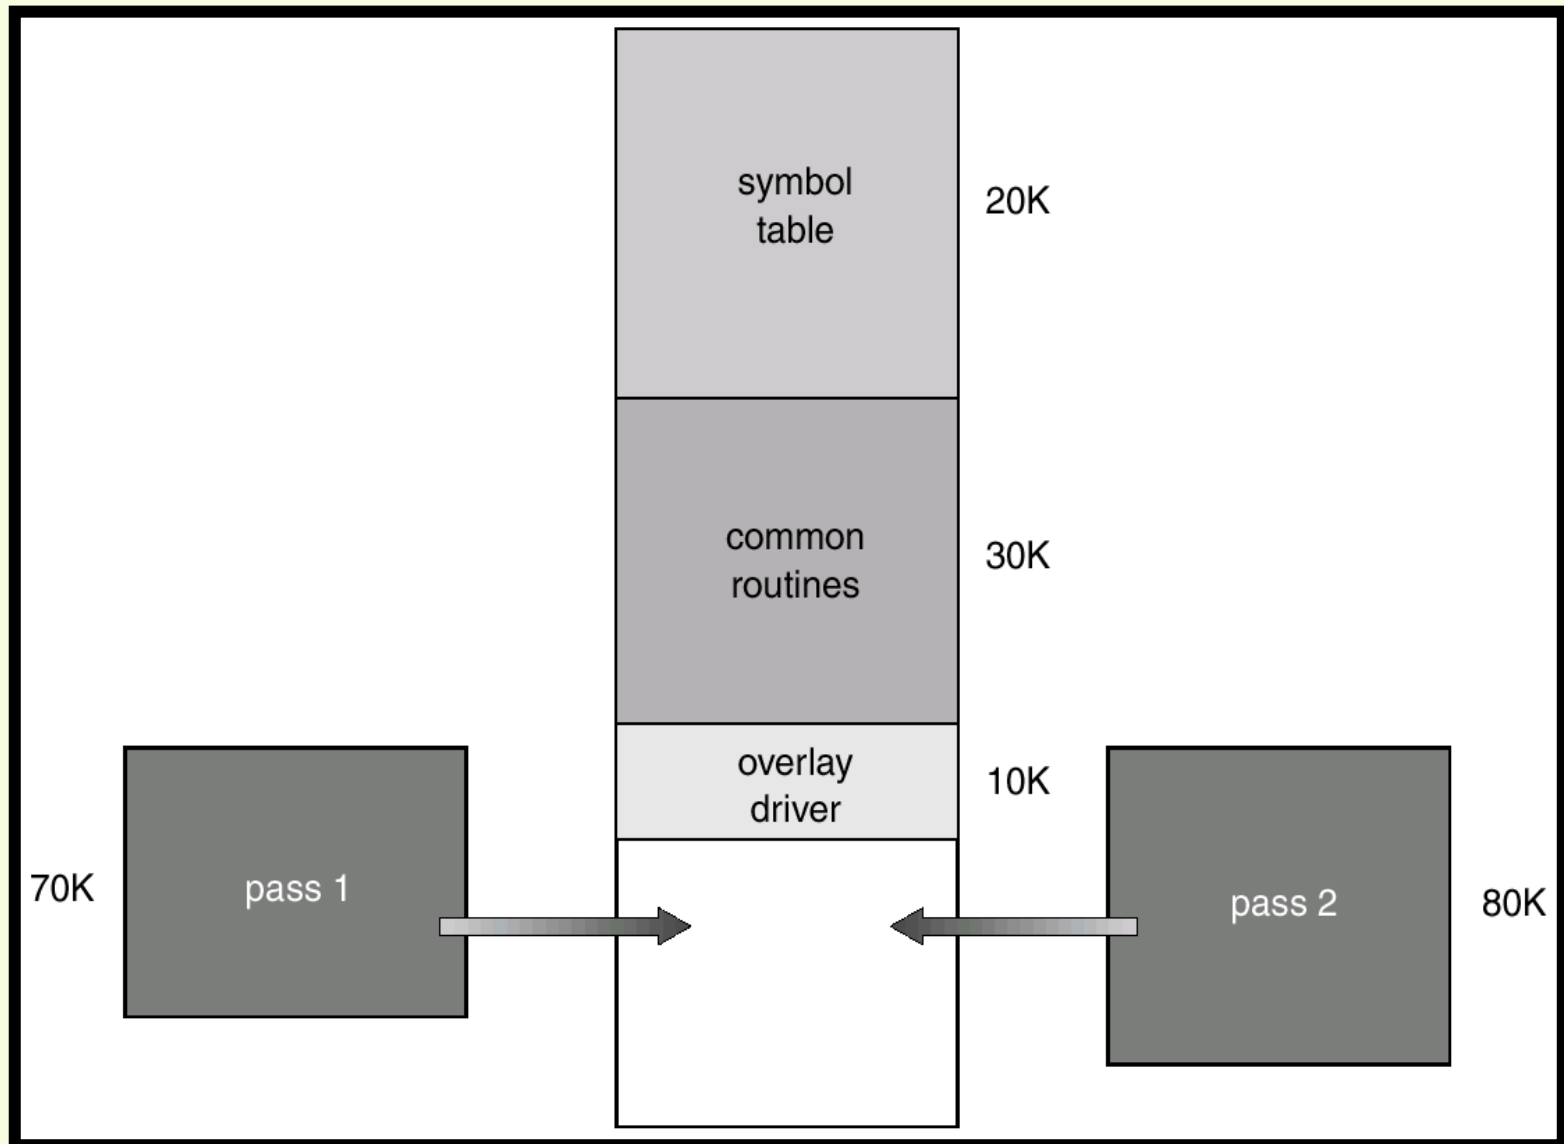 symbol
table
20K
common
routines
30K
overlay
driver
10K
70K
pass 1
pass 2
80K